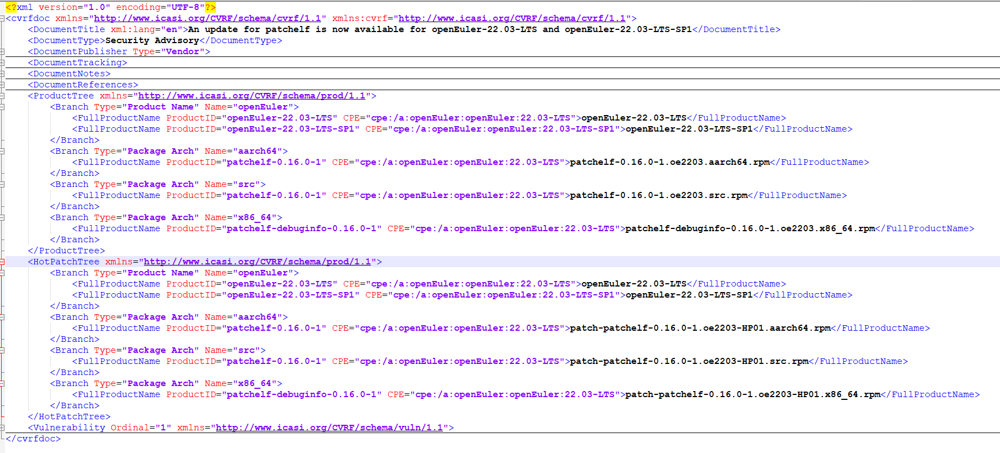 <?xml version="1.0" encoding="UTF-8"?>
<cvrfdoc xmlns="http://www.icasi.org/CVRF/schema/cvrf/1.1" xmlns:cvrf="http://www.icasi.org/CVRF/schema/cvrf/1.1">
<DocumentTitle xml:lang="en">An update for patchelf is now available for openEuler-22.03-LTS and openEuler-22.03-LTS-SP1</DocumentTitle>
<DocumentType>Security Advisory</DocumentType>
<DocumentPublisher Type="Vendor">
<DocumentTracking>
<DocumentNotes>
<DocumentReferences>
<ProductTree xmlns="http://www.icasi.org/CVRF/schema/prod/1.1">
<Branch Type="Product Name" Name="openEuler">
<FullProductName ProductID="openEuler-22.03-LTS" CPE="cpe:/a:openEuler:openEuler:22.03-LTS">openEuler-22.03-LTS</FullProductName>
<FullProductName ProductID="openEuler-22.03-LTS-SP1" CPE="cpe:/a:openEuler:openEuler:22.03-LTS-SP1">openEuler-22.03-LTS-SP1</FullProductName>
</Branch>
<Branch Type="Package Arch" Name="aarch64">
<FullProductName ProductID="patchelf-0.16.0-1" CPE="cpe:/a:openEuler:openEuler:22.03-LTS">patchelf-0.16.0-1.oe2203.aarch64.rpm</FullProductName>
</Branch>
<Branch Type="Package Arch" Name="src">
<FullProductName ProductID="patchelf-0.16.0-1" CPE="cpe:/a:openEuler:openEuler:22.03-LTS">patchelf-0.16.0-1.oe2203.src.rpm</FullProductName>
</Branch>
<Branch Type="Package Arch" Name="x86_64">
<FullProductName ProductID="patchelf-debuginfo-0.16.0-1" CPE="cpe:/a:openEuler:openEuler:22.03-LTS">patchelf-debuginfo-0.16.0-1.oe2203.x86_64.rpm</FullProductName>
</Branch>
</ProductTree>
<HotPatchTree xmlns="http://www.icasi.org/CVRF/schema/prod/1.1">
<Branch Type="Product Name" Name="openEuler">
<FullProductName ProductID="openEuler-22.03-LTS" CPE="cpe:/a:openEuler:openEuler:22.03-LTS">openEuler-22.03-LTS</FullProductName>
<FullProductName ProductID="openEuler-22.03-LTS-SP1" CPE="cpe:/a:openEuler:openEuler:22.03-LTS-SP1">openEuler-22.03-LTS-SP1</FullProductName>
</Branch>
<Branch Type="Package Arch" Name="aarch64">
<FullProductName ProductID="patchelf-0.16.0-1" CPE="cpe:/a:openEuler:openEuler:22.03-LTS">patch-patchelf-0.16.0-1.oe2203-HP01.aarch64.rpm</FullProductName>
</Branch>
<Branch Type="Package Arch" Name="src">
<FullProductName ProductID="patchelf-0.16.0-1" CPE="cpe:/a:openEuler:openEuler:22.03-LTS">patch-patchelf-0.16.0-1.oe2203-HP01.src.rpm</FullProductName>
</Branch>
<Branch Type="Package Arch" Name="x86_64">
<FullProductName ProductID="patchelf-debuginfo-0.16.0-1" CPE="cpe:/a:openEuler:openEuler:22.03-LTS">patch-patchelf-0.16.0-1.oe2203-HP01.x86_64.rpm</FullProductName>
</Branch>
</HotPatchTree>
<Vulnerability Ordinal="1" xmlns="http://www.icasi.org/CVRF/schema/vuln/1.1">
</cvrfdoc>